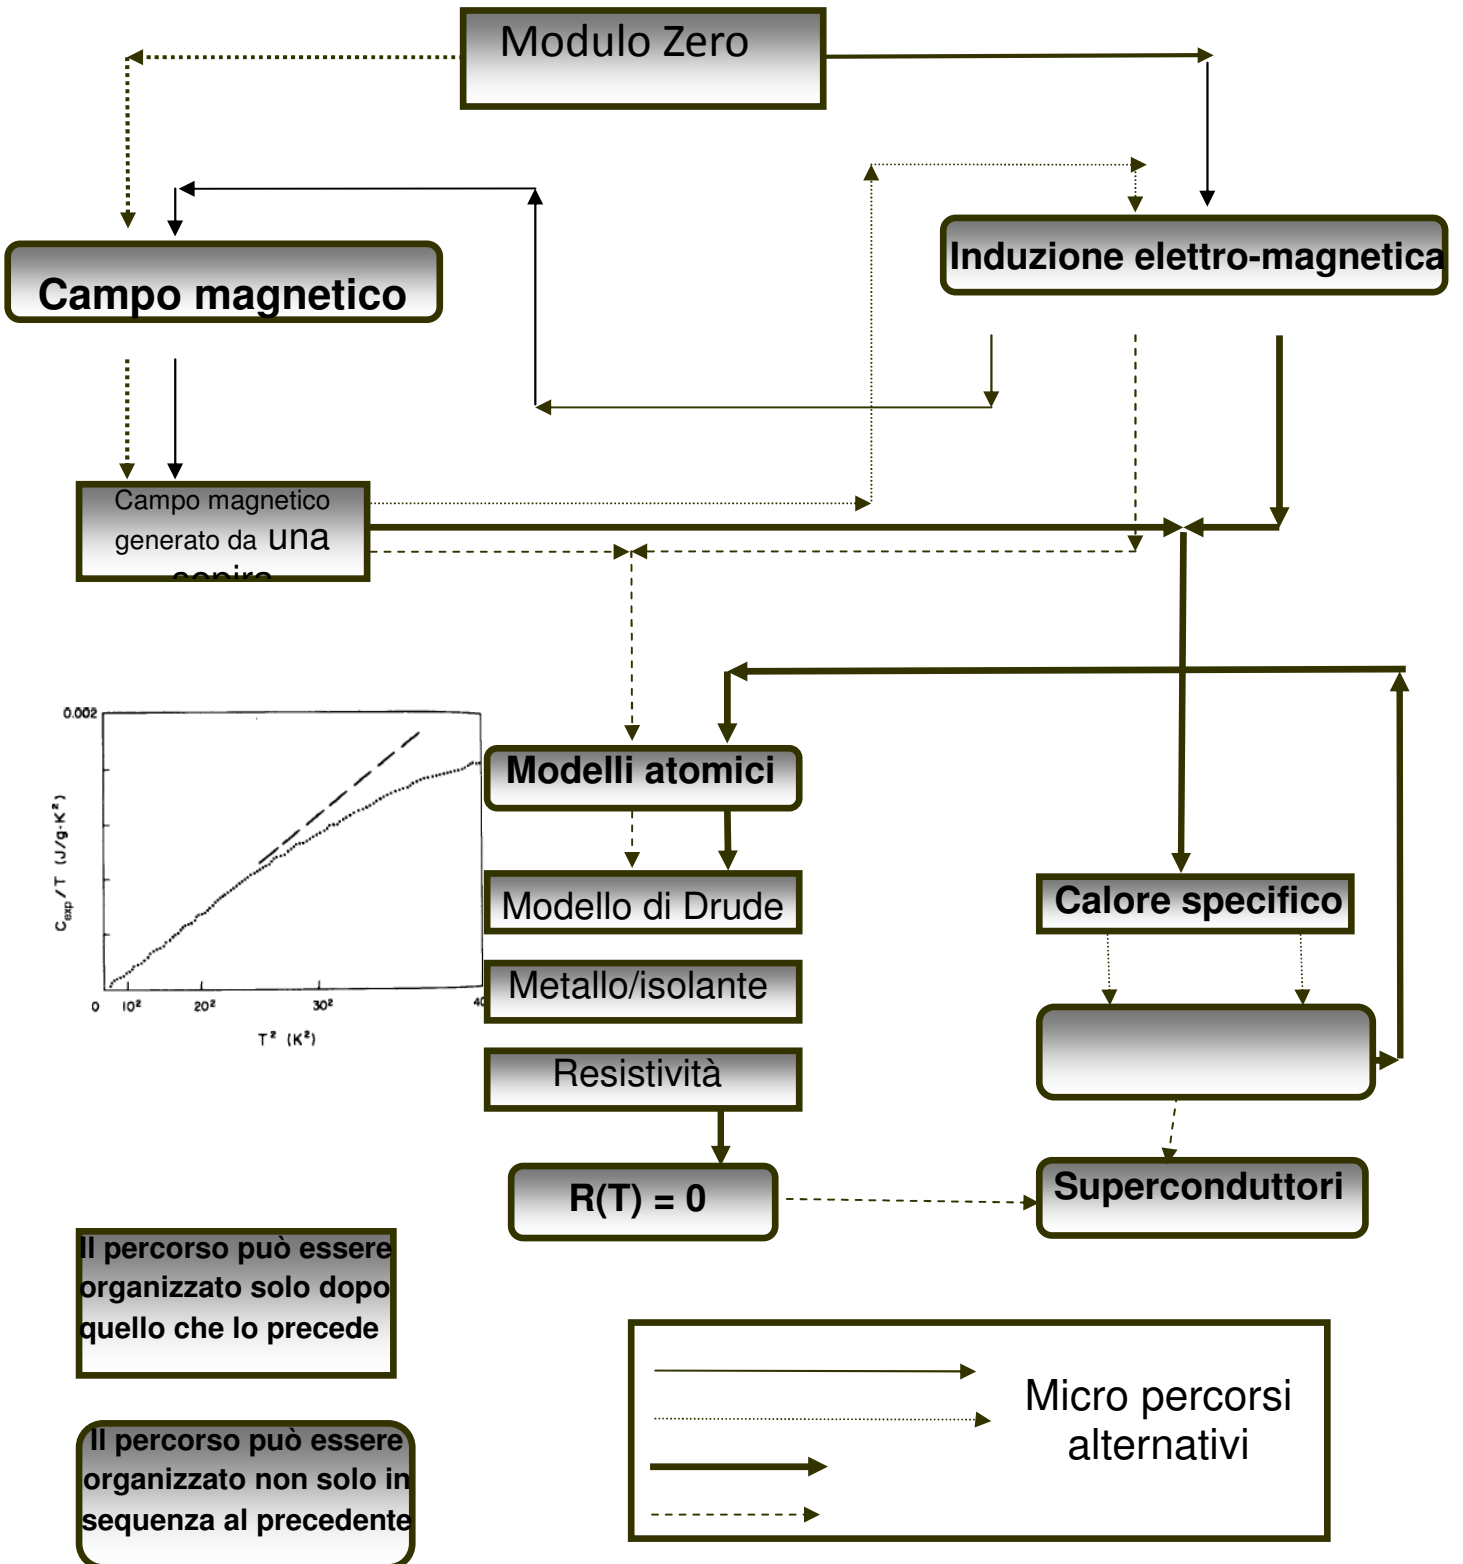 Modulo Zero
Induzione elettro-magnetica
Campo magnetico
Campo magnetico
generato da una
sopira
0.002
C_exp / T (J/g·K²)
0 10² 20² 30² 40
T² (K²)
Modelli atomici
Modello di Drude
Metallo/isolante
Resistività
R(T) = 0
Calore specifico
Superconduttori
Il percorso può essere
organizzato solo dopo
quello che lo precede
Il percorso può essere
organizzato non solo in
sequenza al precedente
Micro percorsi
alternativi